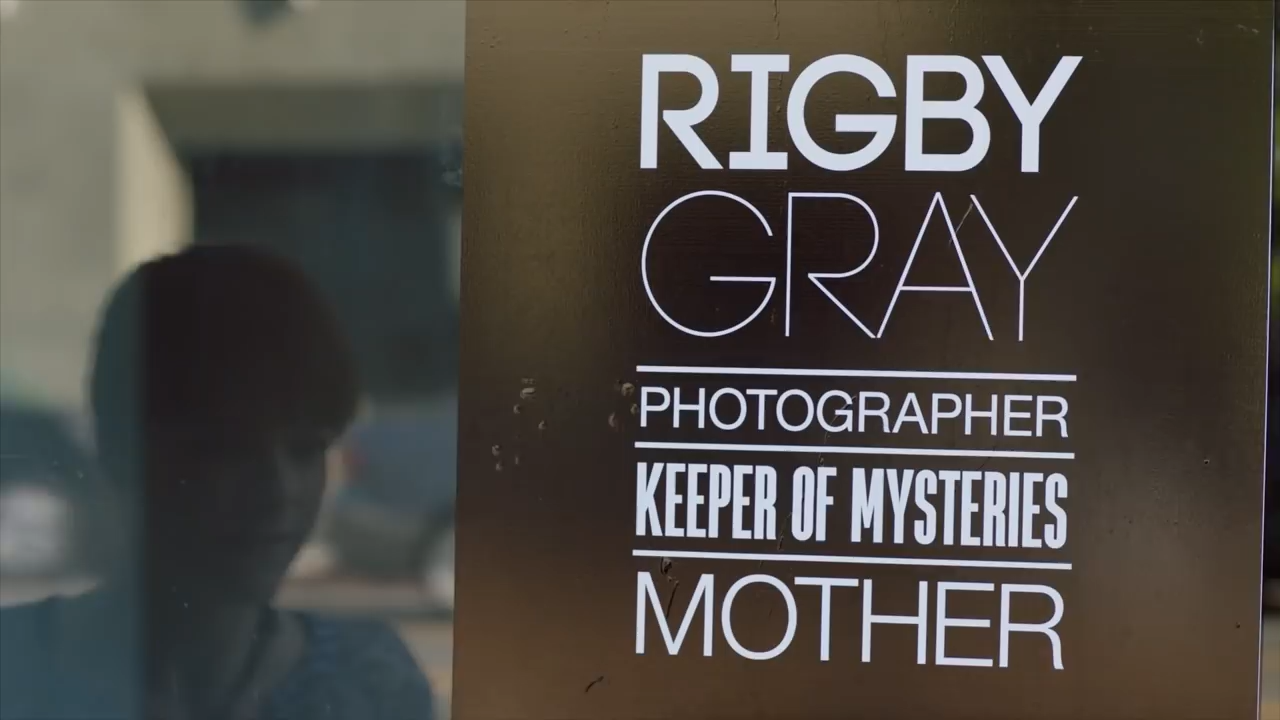 RIGBY
GRAY
PHOTOGRAPHER
KEEPER OF MYSTERIES
MOTHER